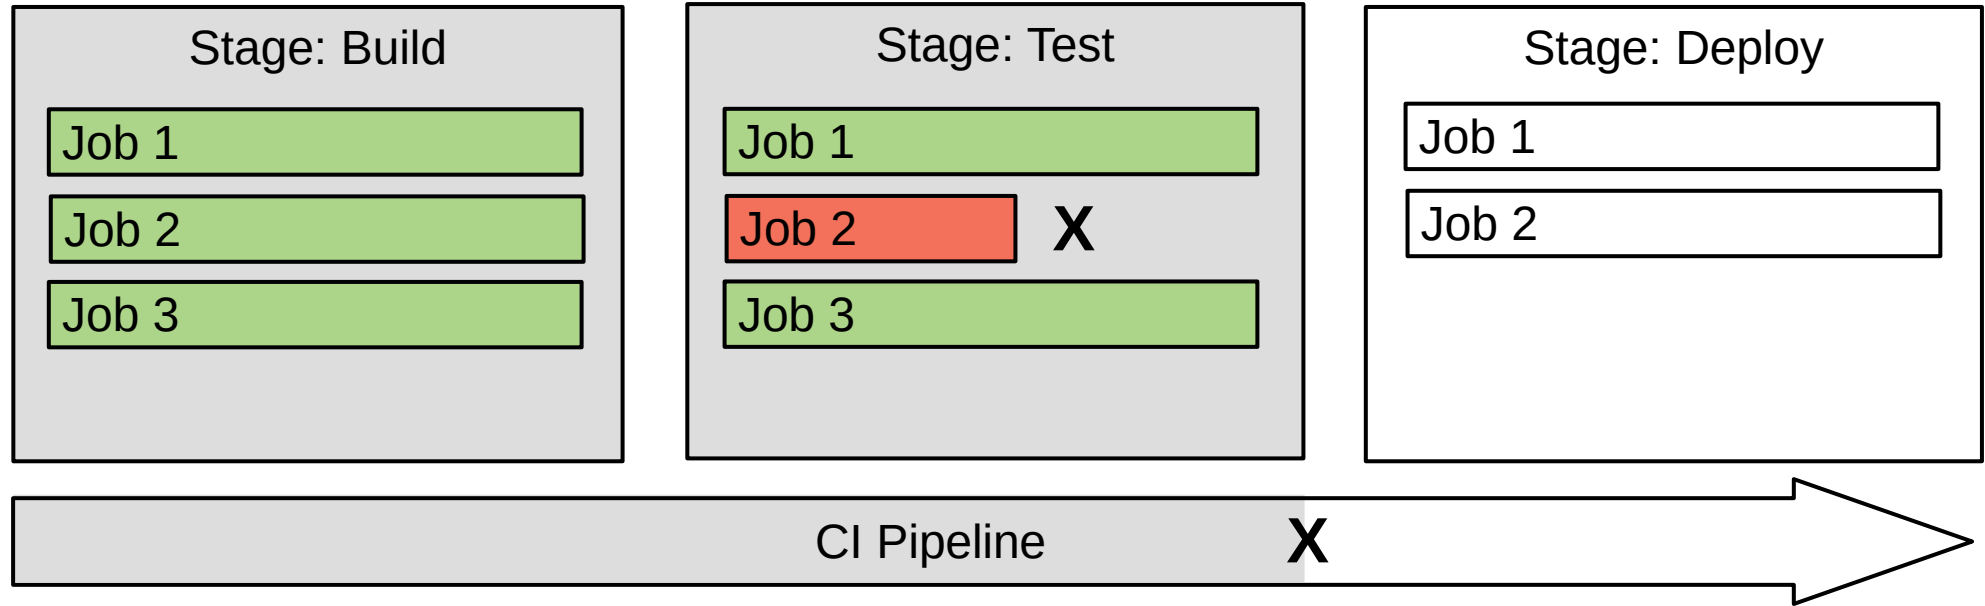 Stage: Build
Job 1
Job 2
Job 3
Stage: Test
Job 1
Job 2
X
Job 3
Stage: Deploy
Job 1
Job 2
CI Pipeline
X